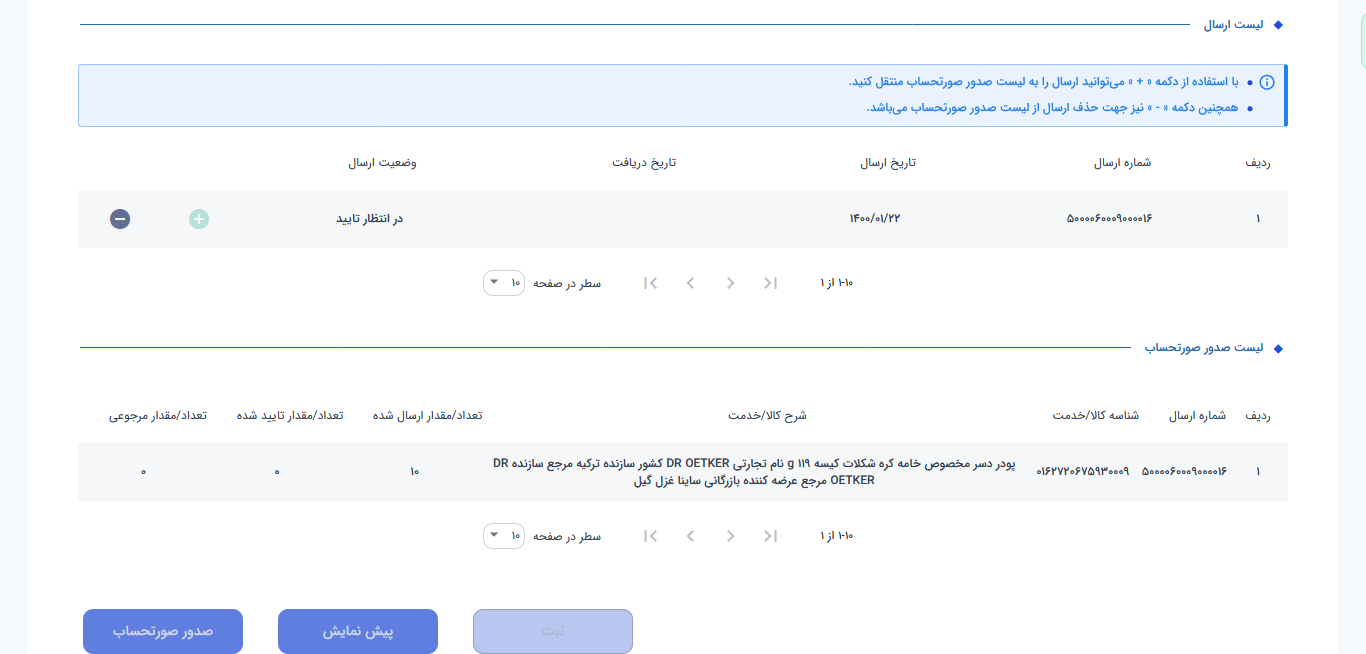 لیست ارسال
با استفاده از دکمه « + » می‌توانید ارسال را به لیست صدور صورتحساب منتقل کنید.
همچنین دکمه « - » نیز جهت حذف ارسال از لیست صدور صورتحساب می‌باشد.
ردیف شماره ارسال تاریخ ارسال تاریخ دریافت وضعیت ارسال
۱ ۵۰۰۰۰۶۰۰۰۹۰۰۰۰۱۶ ۱۴۰۰/۰۱/۲۲ در انتظار تایید
۱-۱۰ از ۱ سطر در صفحه ۱۰
لیست صدور صورتحساب
ردیف شماره ارسال شناسه کالا/خدمت شرح کالا/خدمت تعداد/مقدار ارسال شده تعداد/مقدار تایید شده تعداد/مقدار مرجوعی
۱ ۵۰۰۰۰۶۰۰۰۹۰۰۰۰۱۶ ۰۱۶۲۷۲۰۶۷۵۹۳۰۰۰۹ پودر دسر مخصوص خامه کره شکلات کیسه ۱۱۹ g نام تجارتی DR OETKER کشور سازنده ترکیه مرجع سازنده DR ۱۰ ۰ ۰
OETKER مرجع عرضه کننده بازرگانی ساینا غزل گیل
۱-۱۰ از ۱ سطر در صفحه ۱۰
ثبت پیش نمایش صدور صورتحساب